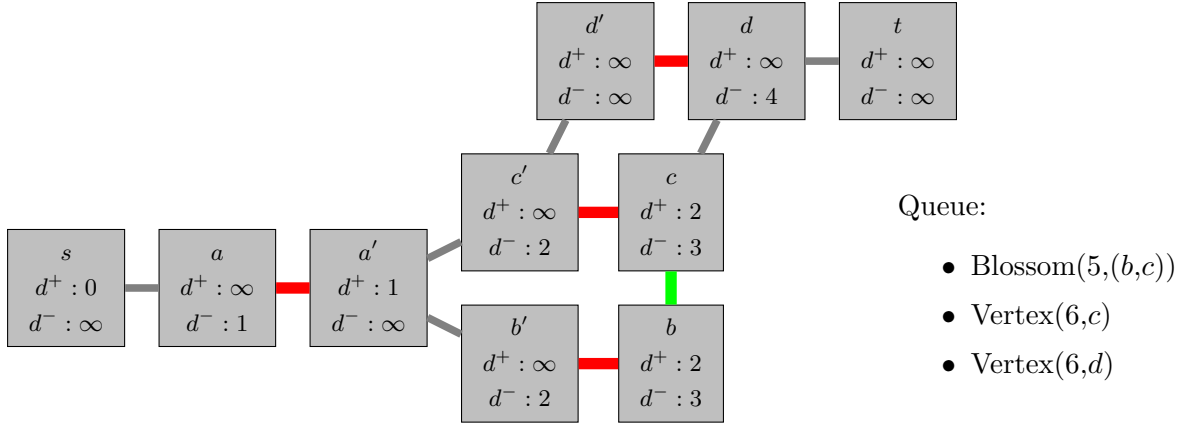 d′
d⁺ : ∞
d⁻ : ∞
d
d⁺ : ∞
d⁻ : 4
t
d⁺ : ∞
d⁻ : ∞
c′
d⁺ : ∞
d⁻ : 2
c
d⁺ : 2
d⁻ : 3
s
d⁺ : 0
d⁻ : ∞
a
d⁺ : ∞
d⁻ : 1
a′
d⁺ : 1
d⁻ : ∞
b′
d⁺ : ∞
d⁻ : 2
b
d⁺ : 2
d⁻ : 3
Queue:
• Blossom(5,(b,c))
• Vertex(6,c)
• Vertex(6,d)